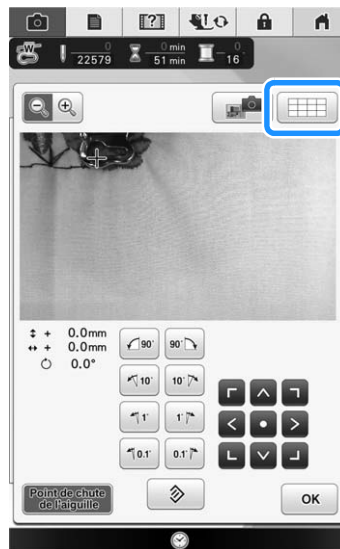 W
0
22579
0 min
51 min
0
16
+ 0.0mm
+ 0.0mm
0.0°
90°
90°
10°
10°
1°
1°
0.1°
0.1°
Point de chute
de l'aiguille
OK